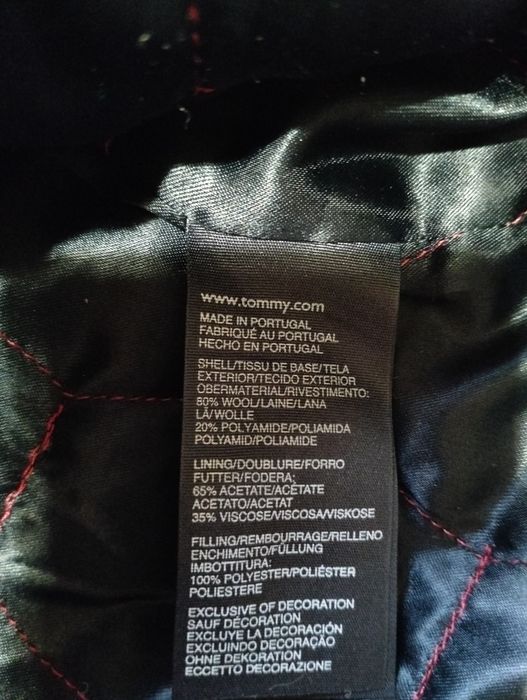 www.tommy.com
MADE IN PORTUGAL
FABRIQUÉ AU PORTUGAL
HECHO EN PORTUGAL
SHELL/TISSU DE BASE/TELA
EXTERIOR/TECIDO EXTERIOR
OBERMATERIAL/RIVESTIMENTO:
80% WOOL/LAINE/LANA
LÃ/WOLLE
20% POLYAMIDE/POLIAMIDA
POLYAMID/POLIAMIDE
LINING/DOUBLURE/FORRO
FUTTER/FODERA:
65% ACETATE/ACÉTATE
ACETATO/ACETAT
35% VISCOSE/VISCOSA/VISKOSE
FILLING/REMBOURRAGE/RELLENO
ENCHIMENTO/FÜLLUNG
IMBOTTITURA:
100% POLYESTER/POLIÉSTER
POLIESTERE
EXCLUSIVE OF DECORATION
SAUF DÉCORATION
EXCLUYE LA DECORACIÓN
EXCLUINDO DECORAÇÃO
OHNE DEKORATION
ECCETTO DECORAZIONE